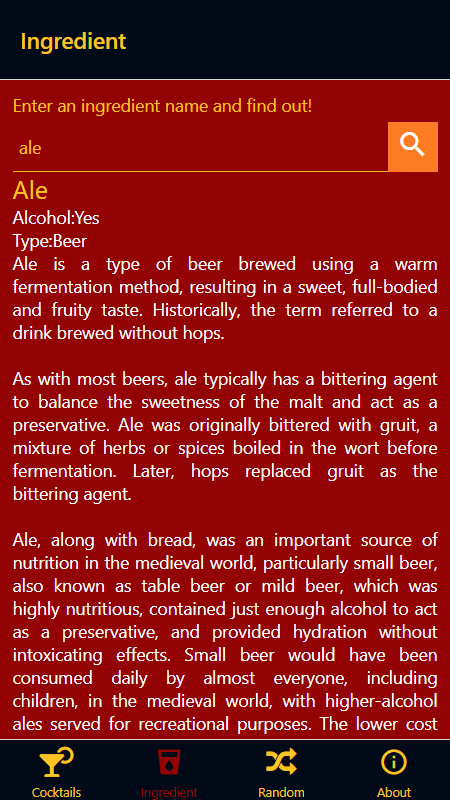 Ingredient
Enter an ingredient name and find out!
ale
Ale
Alcohol:Yes
Type:Beer
Ale is a type of beer brewed using a warm
fermentation method, resulting in a sweet, full-bodied
and fruity taste. Historically, the term referred to a
drink brewed without hops.
As with most beers, ale typically has a bittering agent
to balance the sweetness of the malt and act as a
preservative. Ale was originally bittered with gruit, a
mixture of herbs or spices boiled in the wort before
fermentation. Later, hops replaced gruit as the
bittering agent.
Ale, along with bread, was an important source of
nutrition in the medieval world, particularly small beer,
also known as table beer or mild beer, which was
highly nutritious, contained just enough alcohol to act
as a preservative, and provided hydration without
intoxicating effects. Small beer would have been
consumed daily by almost everyone, including
children, in the medieval world, with higher-alcohol
ales served for recreational purposes. The lower cost
Cocktails
Ingredient
Random
About